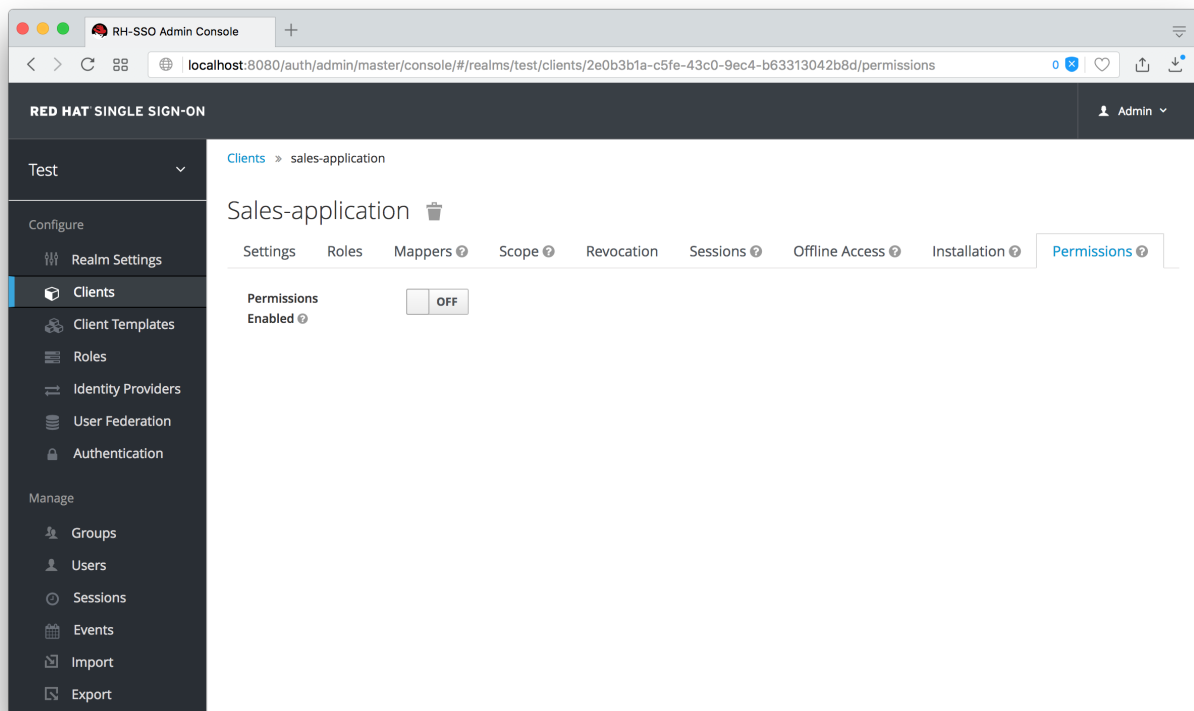 RH-SSO Admin Console
localhost:8080/auth/admin/master/console/#/realms/test/clients/2e0b3b1a-c5fe-43c0-9ec4-b63313042b8d/permissions
0
RED HAT SINGLE SIGN-ON
Admin
Test
Configure
Realm Settings
Clients
Client Templates
Roles
Identity Providers
User Federation
Authentication
Manage
Groups
Users
Sessions
Events
Import
Export
Clients » sales-application
Sales-application
Settings Roles Mappers Scope Revocation Sessions Offline Access Installation Permissions
Permissions
Enabled
OFF